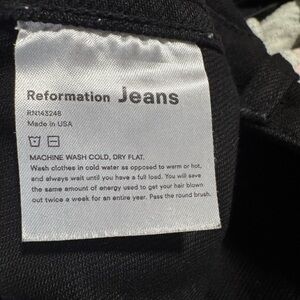 Reformation Jeans
RN143248
Made in USA
MACHINE WASH COLD, DRY FLAT.
Wash clothes in cold water as opposed to warm or hot,
and always wait until you have a full load. You will save
the same amount of energy used to get your hair blown
out twice a week for an entire year. Pass the round brush.